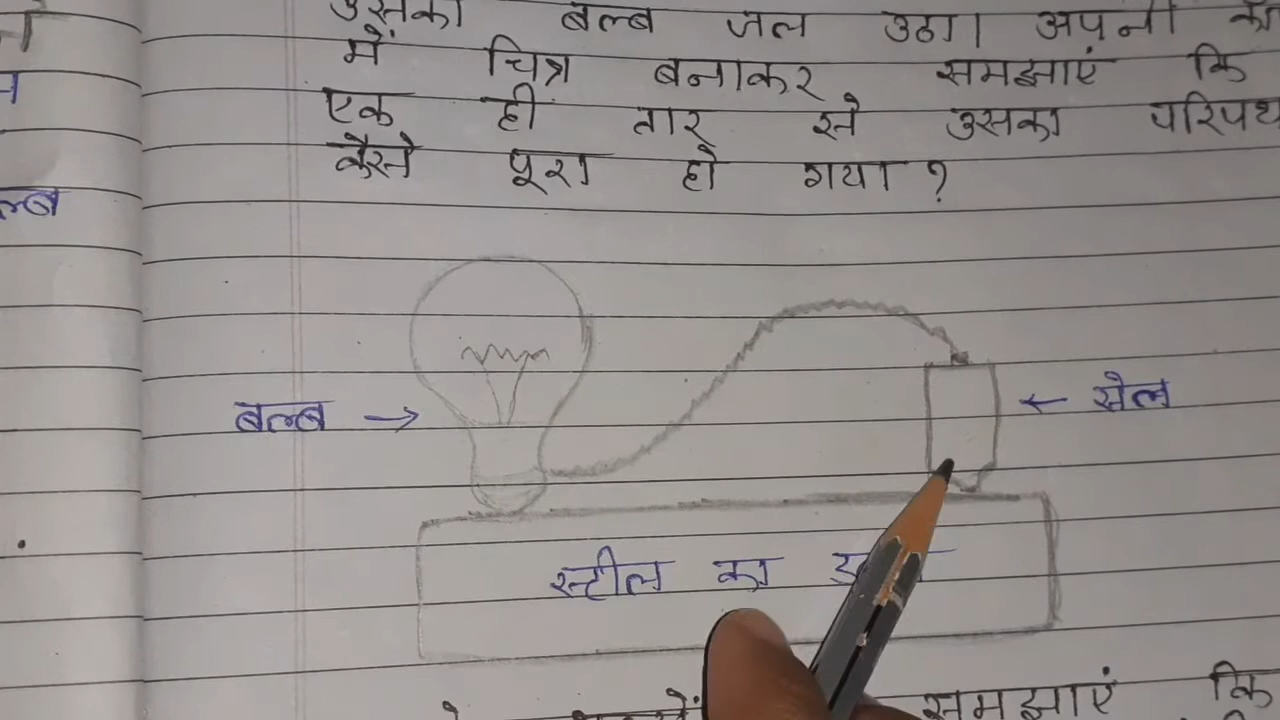 उसका बल्ब जल उठा। अपनी
में चित्र बनाकर समझाएं कि
एक ही तार से उसका परिपथ
कैसे पूरा हो गया ?
बल्ब → ← सेल
स्टील का
समझाएं कि